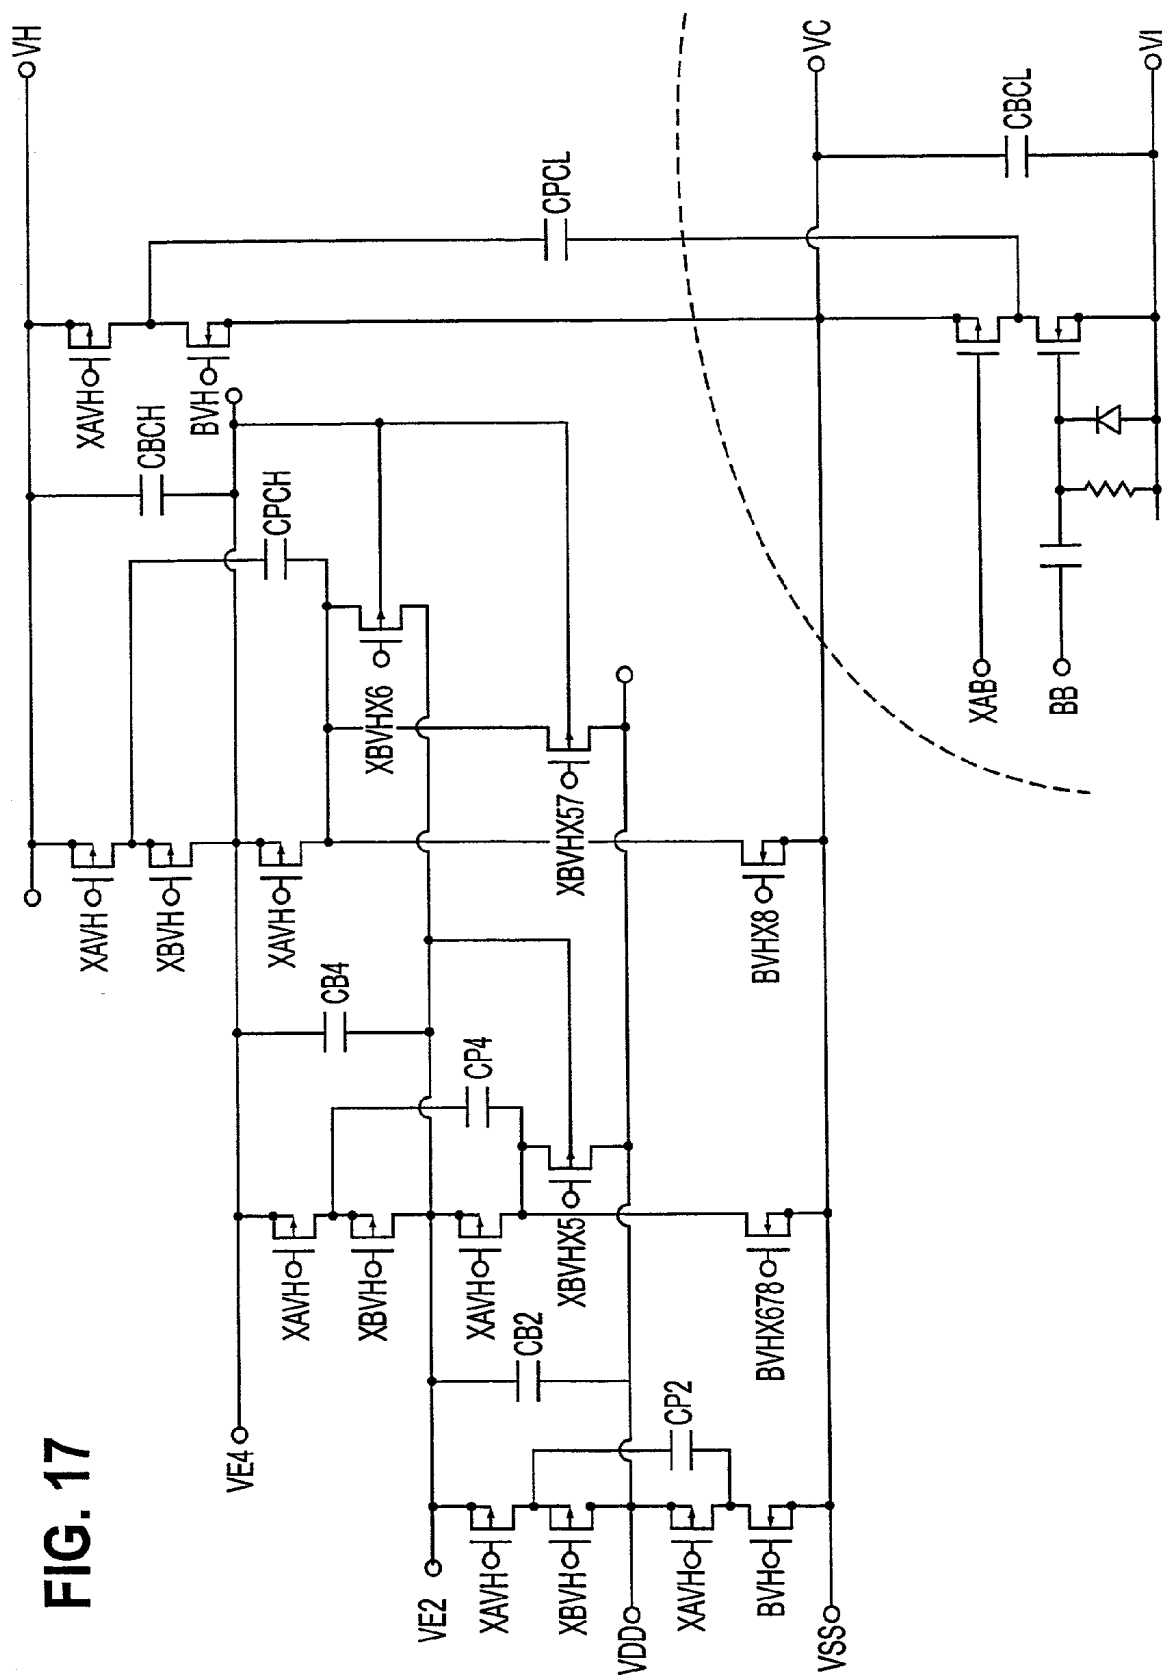 FIG. 17
VH
VC
VL
XAVH
BVH
CPCL
CBCL
CBCH
CPCH
XAB
BB
XBVHX6
XBVHX57
XAVH
XBVH
XAVH
BVHX8
CB4
CP4
XBVHX5
VE4
XAVH
XBVH
XAVH
BVHX678
CB2
CP2
VE2
XAVH
XBVH
VDD
XAVH
BVH
VSS